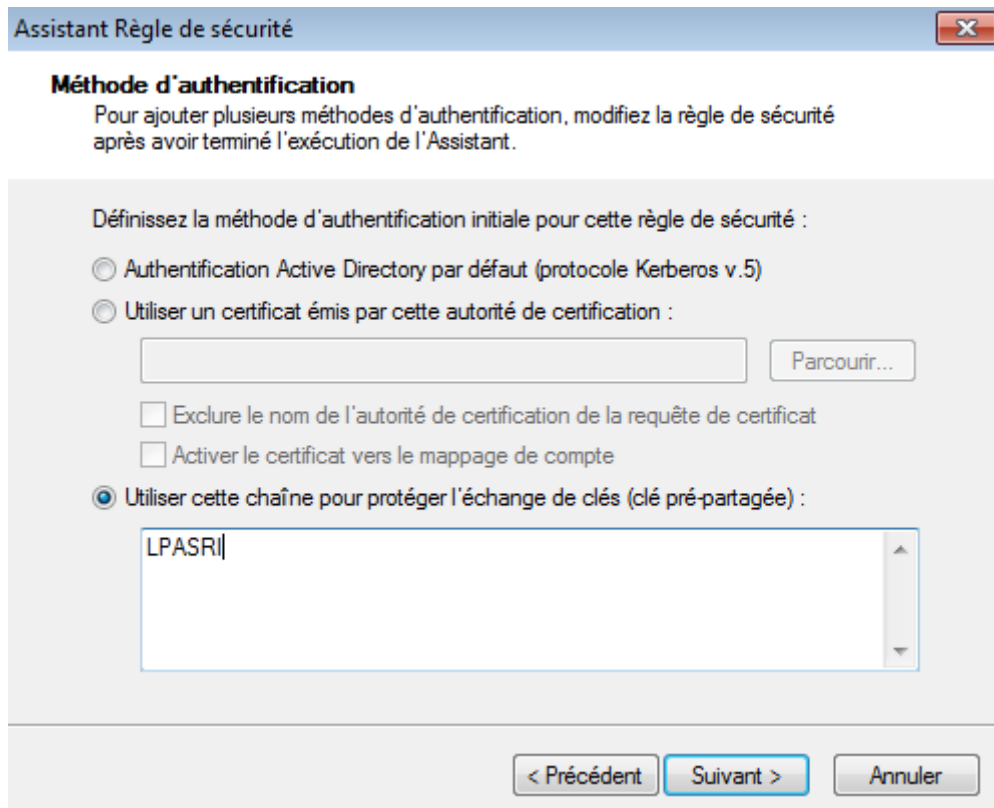 Assistant Règle de sécurité
Méthode d'authentification
Pour ajouter plusieurs méthodes d'authentification, modifiez la règle de sécurité
après avoir terminé l'exécution de l'Assistant.
Définissez la méthode d'authentification initiale pour cette règle de sécurité :
Authentification Active Directory par défaut (protocole Kerberos v.5)
Utiliser un certificat émis par cette autorité de certification :
Parcourir...
Exclure le nom de l'autorité de certification de la requête de certificat
Activer le certificat vers le mappage de compte
Utiliser cette chaîne pour protéger l'échange de clés (clé pré-partagée) :
LPASRI
< Précédent Suivant > Annuler